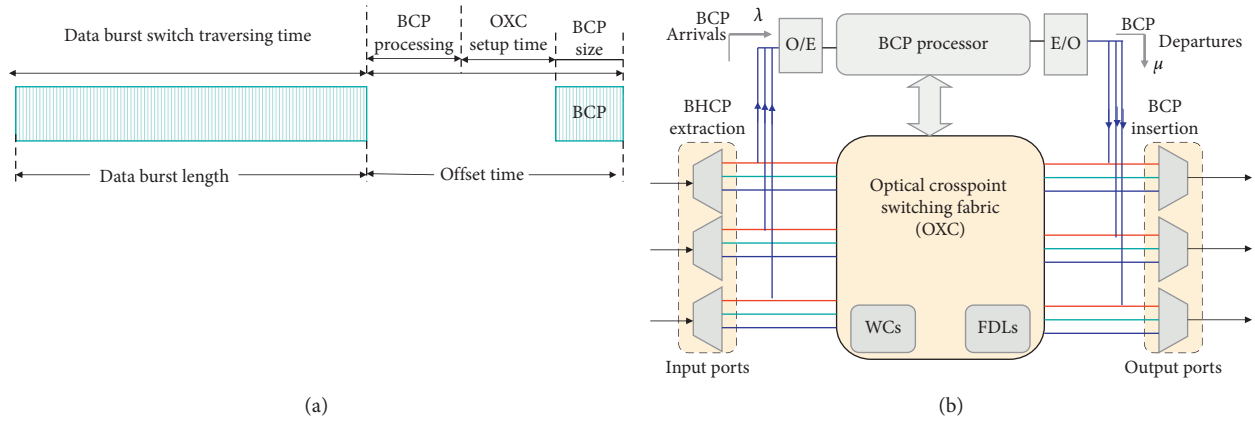 Data burst switch traversing time
BCP
processing
OXC
setup time
BCP
size
BCP
Data burst length
Offset time
(a)
BCP
Arrivals
λ
O/E
BCP processor
E/O
BCP
Departures
μ
BHCP
extraction
BCP
insertion
Optical crosspoint
switching fabric
(OXC)
WCs
FDLs
Input ports
Output ports
(b)